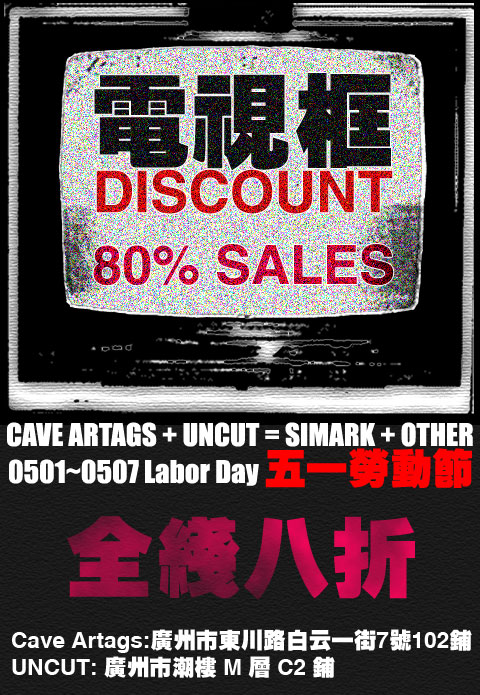 電視框
DISCOUNT
80% SALES
CAVE ARTAGS + UNCUT = SIMARK + OTHER
0501~0507 Labor Day 五一勞動節
全綫八折
Cave Artags:廣州市東川路白云一街7號102鋪
UNCUT: 廣州市潮樓 M 層 C2 鋪